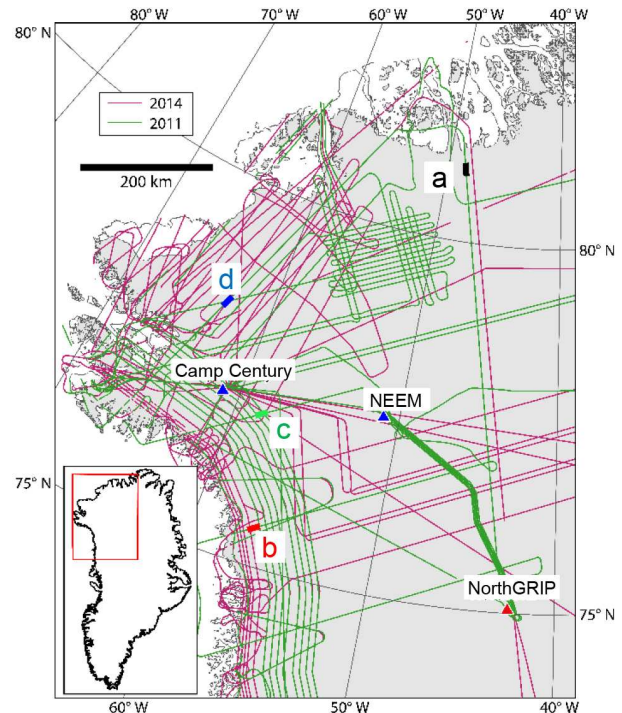 80° W 70° W 60° W 50° W 40° W
80° N
2014
2011
200 km
a
80° N
d
Camp Century
NEEM
c
75° N
b
NorthGRIP
75° N
60° W 50° W 40° W